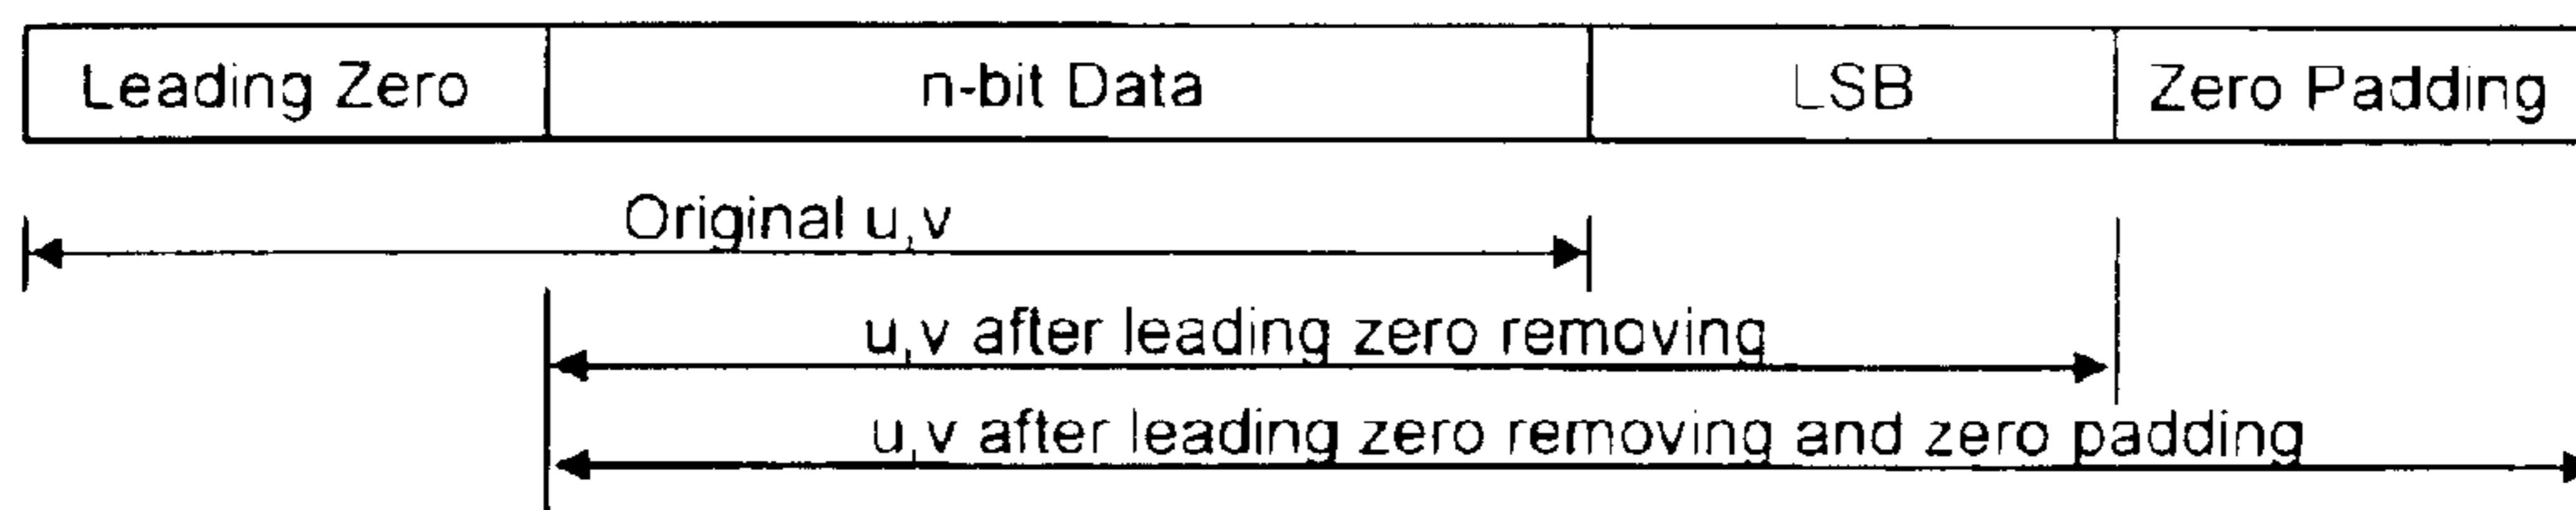 Leading Zero n-bit Data LSB Zero Padding
Original u,v
u,v after leading zero removing
u,v after leading zero removing and zero padding